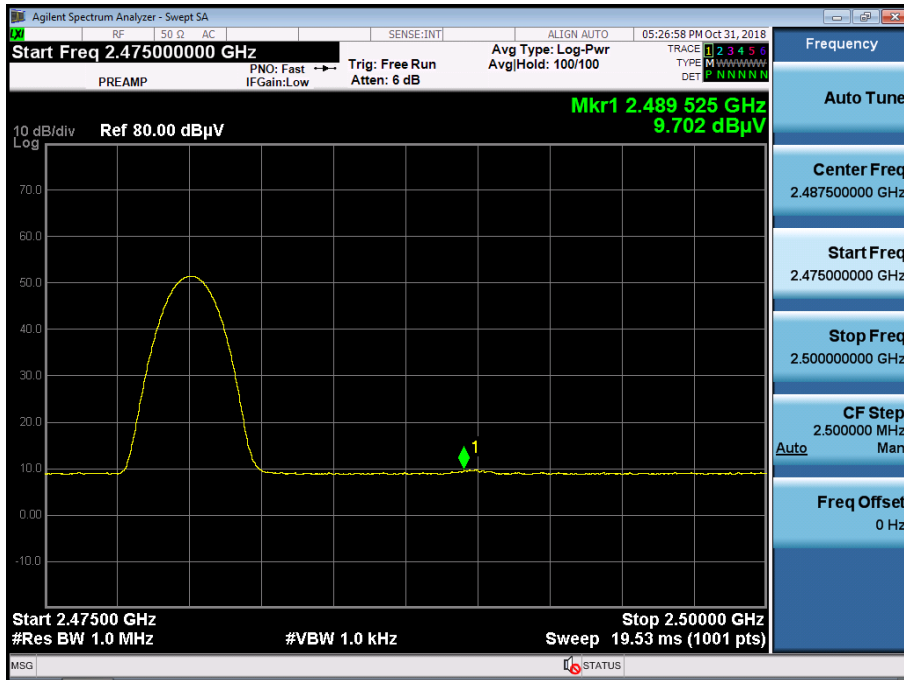 Agilent Spectrum Analyzer - Swept SA
LXI RF 50 Ω AC SENSE:INT ALIGN AUTO 05:26:58 PM Oct 31, 2018
Start Freq 2.475000000 GHz
PREAMP
PNO: Fast
IFGain:Low
Trig: Free Run
Atten: 6 dB
Avg Type: Log-Pwr
Avg|Hold: 100/100
TRACE 1 2 3 4 5 6
TYPE M W W W W W
DET P N N N N N
Mkr1 2.489 525 GHz
9.702 dBµV
10 dB/div Ref 80.00 dBµV
Log
70.0
60.0
50.0
40.0
30.0
20.0
10.0
0.00
-10.0
1
Start 2.47500 GHz Stop 2.50000 GHz
#Res BW 1.0 MHz #VBW 1.0 kHz Sweep 19.53 ms (1001 pts)
MSG STATUS
Frequency
Auto Tune
Center Freq
2.487500000 GHz
Start Freq
2.475000000 GHz
Stop Freq
2.500000000 GHz
CF Step
2.500000 MHz
Auto Man
Freq Offset
0 Hz